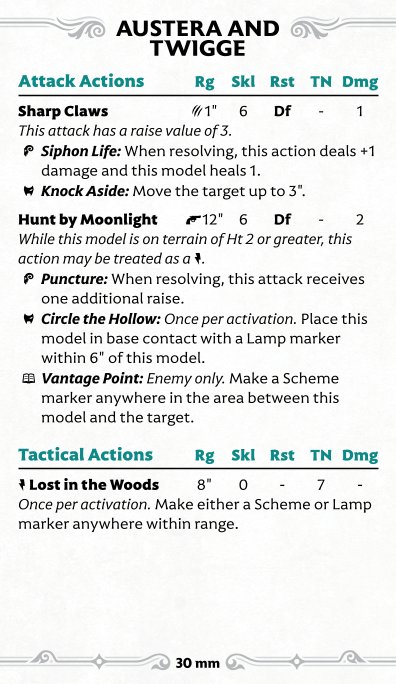 AUSTERA AND
TWIGGE
Attack Actions Rg Skl Rst TN Dmg
Sharp Claws 1" 6 Df - 1
This attack has a raise value of 3.
Siphon Life: When resolving, this action deals +1
damage and this model heals 1.
Knock Aside: Move the target up to 3".
Hunt by Moonlight 12" 6 Df - 2
While this model is on terrain of Ht 2 or greater, this
action may be treated as a .
Puncture: When resolving, this attack receives
one additional raise.
Circle the Hollow: Once per activation. Place this
model in base contact with a Lamp marker
within 6" of this model.
Vantage Point: Enemy only. Make a Scheme
marker anywhere in the area between this
model and the target.
Tactical Actions Rg Skl Rst TN Dmg
Lost in the Woods 8" 0 - 7 -
Once per activation. Make either a Scheme or Lamp
marker anywhere within range.
30 mm